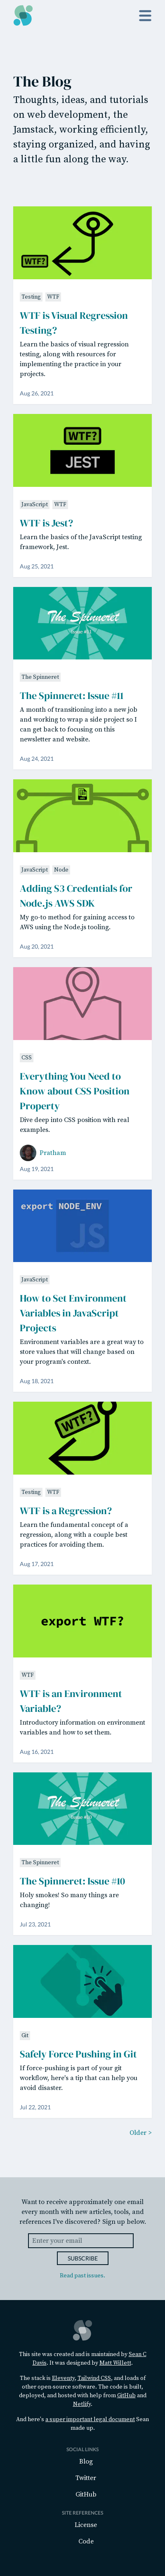 The Blog
Thoughts, ideas, and tutorials
on web development, the
Jamstack, working efficiently,
staying organized, and having
a little fun along the way.
WTF?
Testing WTF
WTF is Visual Regression
Testing?
Learn the basics of visual regression
testing, along with resources for
implementing the practice in your
projects.
Aug 26, 2021
WTF?
JEST
JavaScript WTF
WTF is Jest?
Learn the basics of the JavaScript testing
framework, Jest.
Aug 25, 2021
The Spinneret
Issue #11
The Spinneret
The Spinneret: Issue #11
A month of transitioning into a new job
and working to wrap a side project so I
can get back to focusing on this
newsletter and website.
Aug 24, 2021
JavaScript Node
Adding S3 Credentials for
Node.js AWS SDK
My go-to method for gaining access to
AWS using the Node.js tooling.
Aug 20, 2021
CSS
Everything You Need to
Know about CSS Position
Property
Dive deep into CSS position with real
examples.
Pratham
Aug 19, 2021
export NODE_ENV
JS
JavaScript
How to Set Environment
Variables in JavaScript
Projects
Environment variables are a great way to
store values that will change based on
your program's context.
Aug 18, 2021
WTF?
Testing WTF
WTF is a Regression?
Learn the fundamental concept of a
regression, along with a couple best
practices for avoiding them.
Aug 17, 2021
export WTF?
WTF
WTF is an Environment
Variable?
Introductory information on environment
variables and how to set them.
Aug 16, 2021
The Spinneret
The Spinneret
The Spinneret: Issue #10
Holy smokes! So many things are
changing!
Jul 23, 2021
Git
Safely Force Pushing in Git
If force-pushing is part of your git
workflow, here's a tip that can help you
avoid disaster.
Jul 22, 2021
Older >
Want to receive approximately one email
every month with new articles, tools, and
references I've discovered? Sign up below.
Enter your email
SUBSCRIBE
Read past issues.
This site was created and is maintained by Sean C
Davis. It was designed by Matt Willett.
The stack is Eleventy, Tailwind CSS, and loads of
other open source software. The code is built,
deployed, and hosted with help from GitHub and
Netlify.
And here's a super important legal document Sean
made up.
SOCIAL LINKS
Blog
Twitter
GitHub
SITE REFERENCES
License
Code